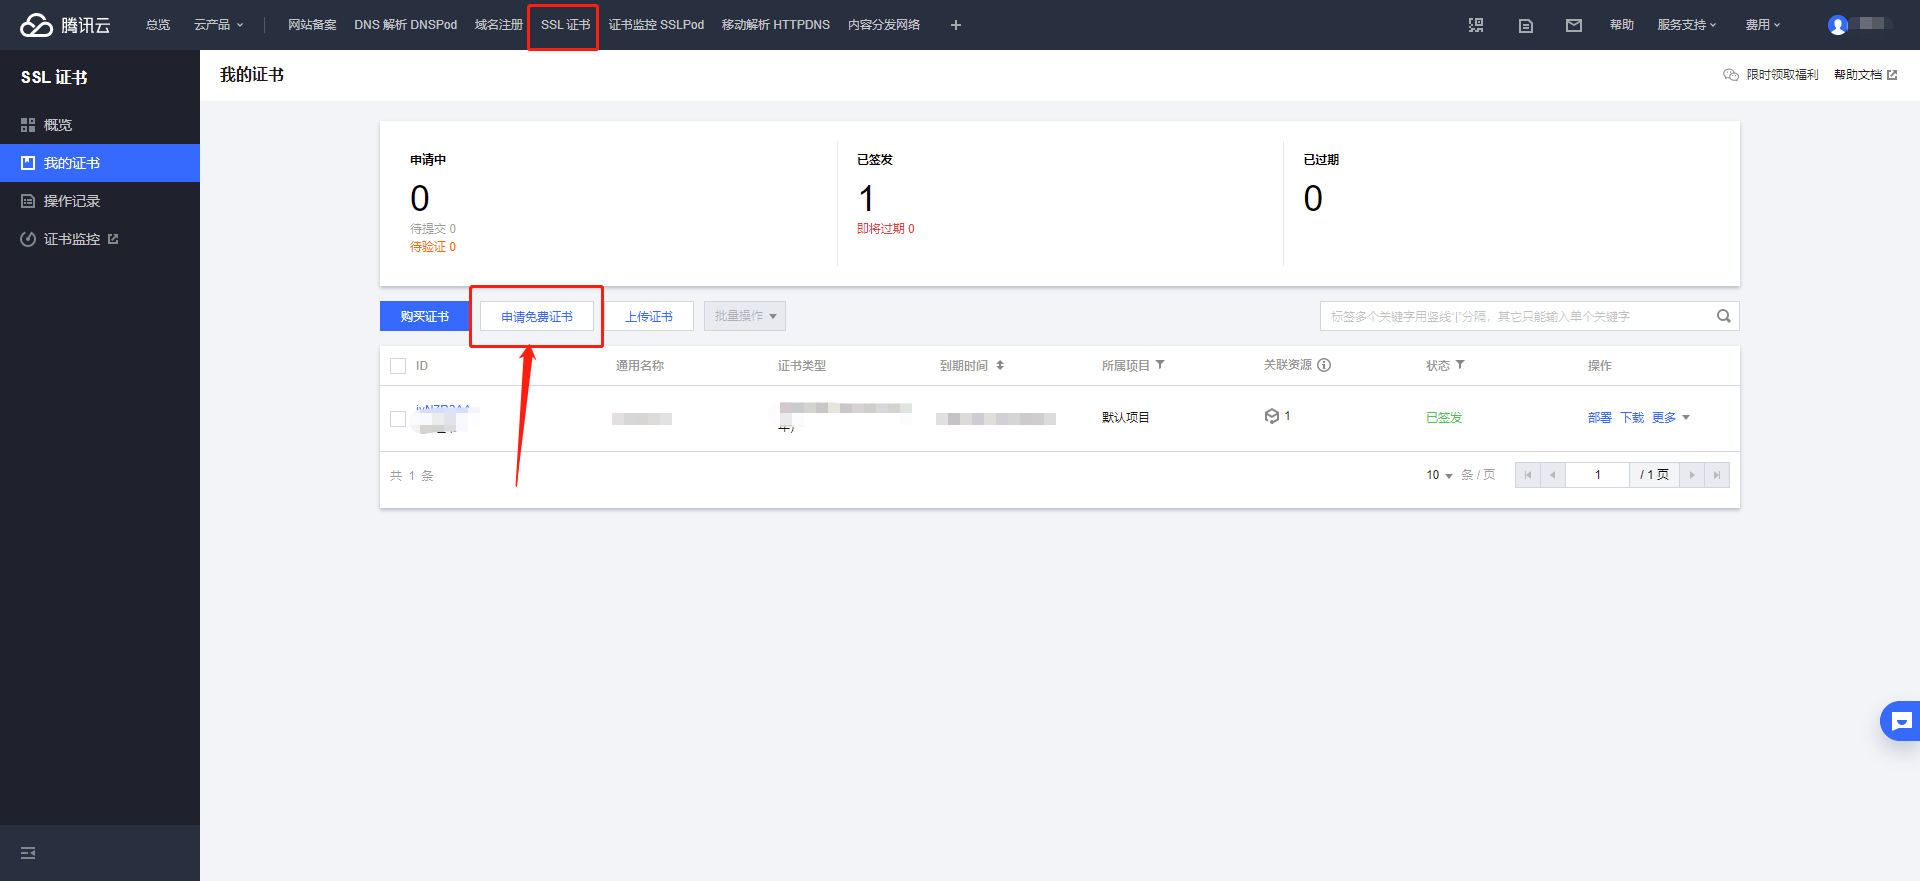 腾讯云 总览 云产品 网站备案 DNS 解析 DNSPod 域名注册 SSL 证书 证书监控 SSLPod 移动解析 HTTPDNS 内容分发网络 + 帮助 服务支持 费用
SSL 证书
我的证书
限时领取福利 帮助文档
概览
我的证书
操作记录
证书监控
申请中 已签发 已过期
0 1 0
待提交 0 即将过期 0
待验证 0
购买证书 申请免费证书 上传证书 批量操作 标签多个关键字用竖线"|"分隔，其它只能输入单个关键字
ID 通用名称 证书类型 到期时间 所属项目 关联资源 状态 操作
默认项目 1 已签发 部署 下载 更多
共 1 条 10 条 / 页 1 / 1 页